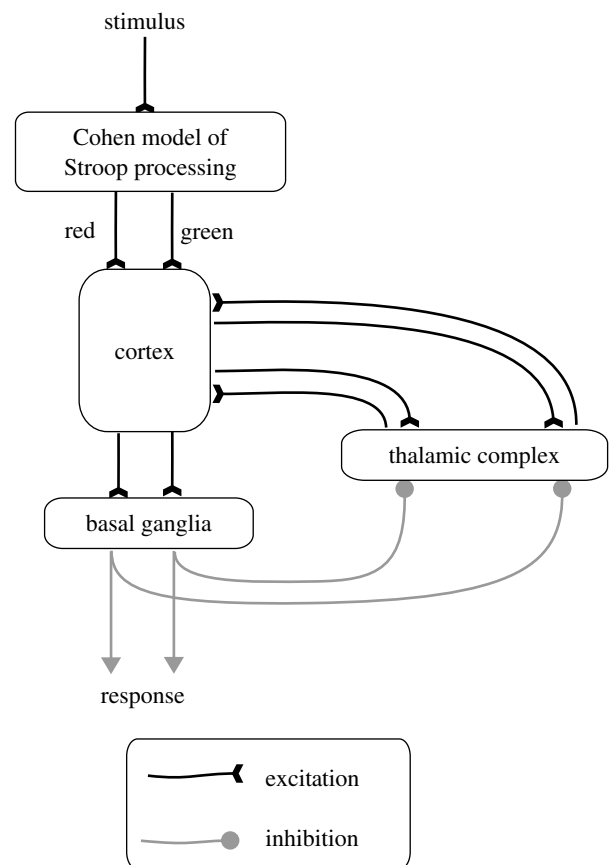 stimulus
Cohen model of
Stroop processing
red
green
cortex
thalamic complex
basal ganglia
response
excitation
inhibition